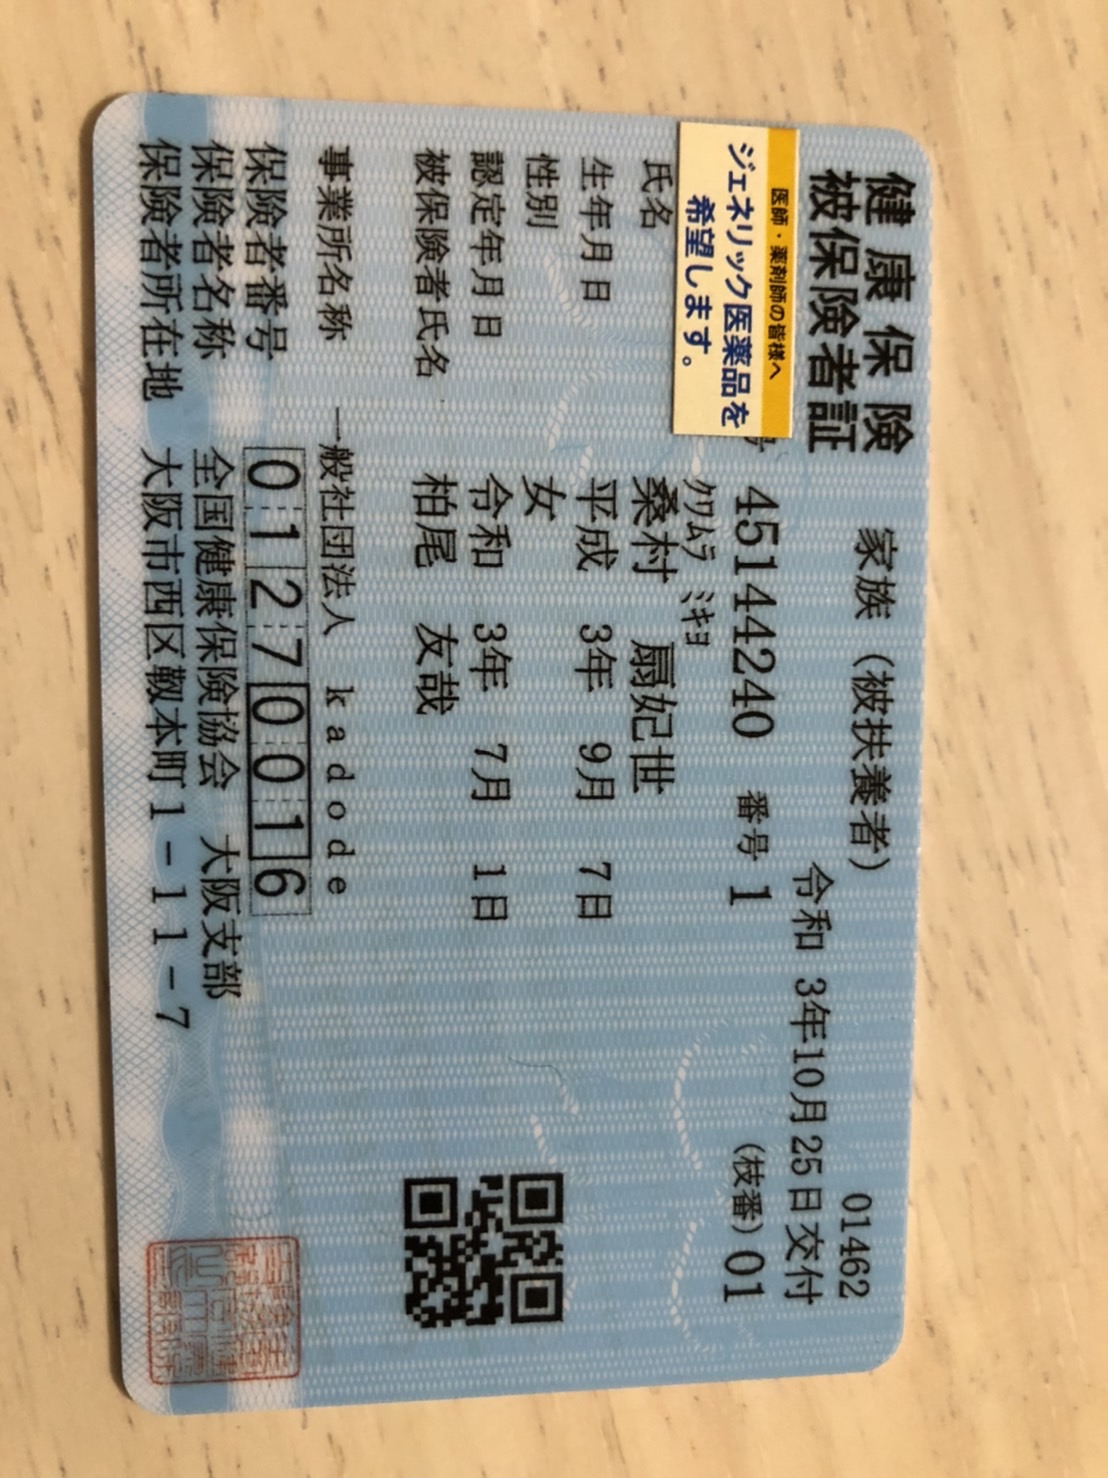 健康保険
被保険者証
家族（被扶養者）
01462
令和 3年10月25日交付
医師・薬剤師の皆様へ
ジェネリック医薬品を
希望します。
号 45144240 番号 1 (枝番) 01
ｸﾜﾑﾗ ﾐｷﾖ
氏名 桑村 扇妃世
生年月日 平成 3年 9月 7日
性別 女
認定年月日 令和 3年 7月 1日
被保険者氏名 柏尾 友哉
事業所名称 一般社団法人 kadode
保険者番号 01270016
保険者名称 全国健康保険協会 大阪支部
保険者所在地 大阪市西区靱本町1-11-7